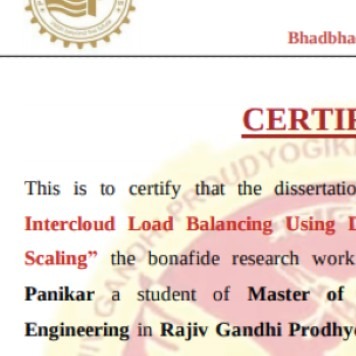 Bhadbha
CERTI
This is to certify that the dissertatio
Intercloud Load Balancing Using
Scaling” the bonafide research work
Panikar a student of Master of
Engineering in Rajiv Gandhi Prodhy